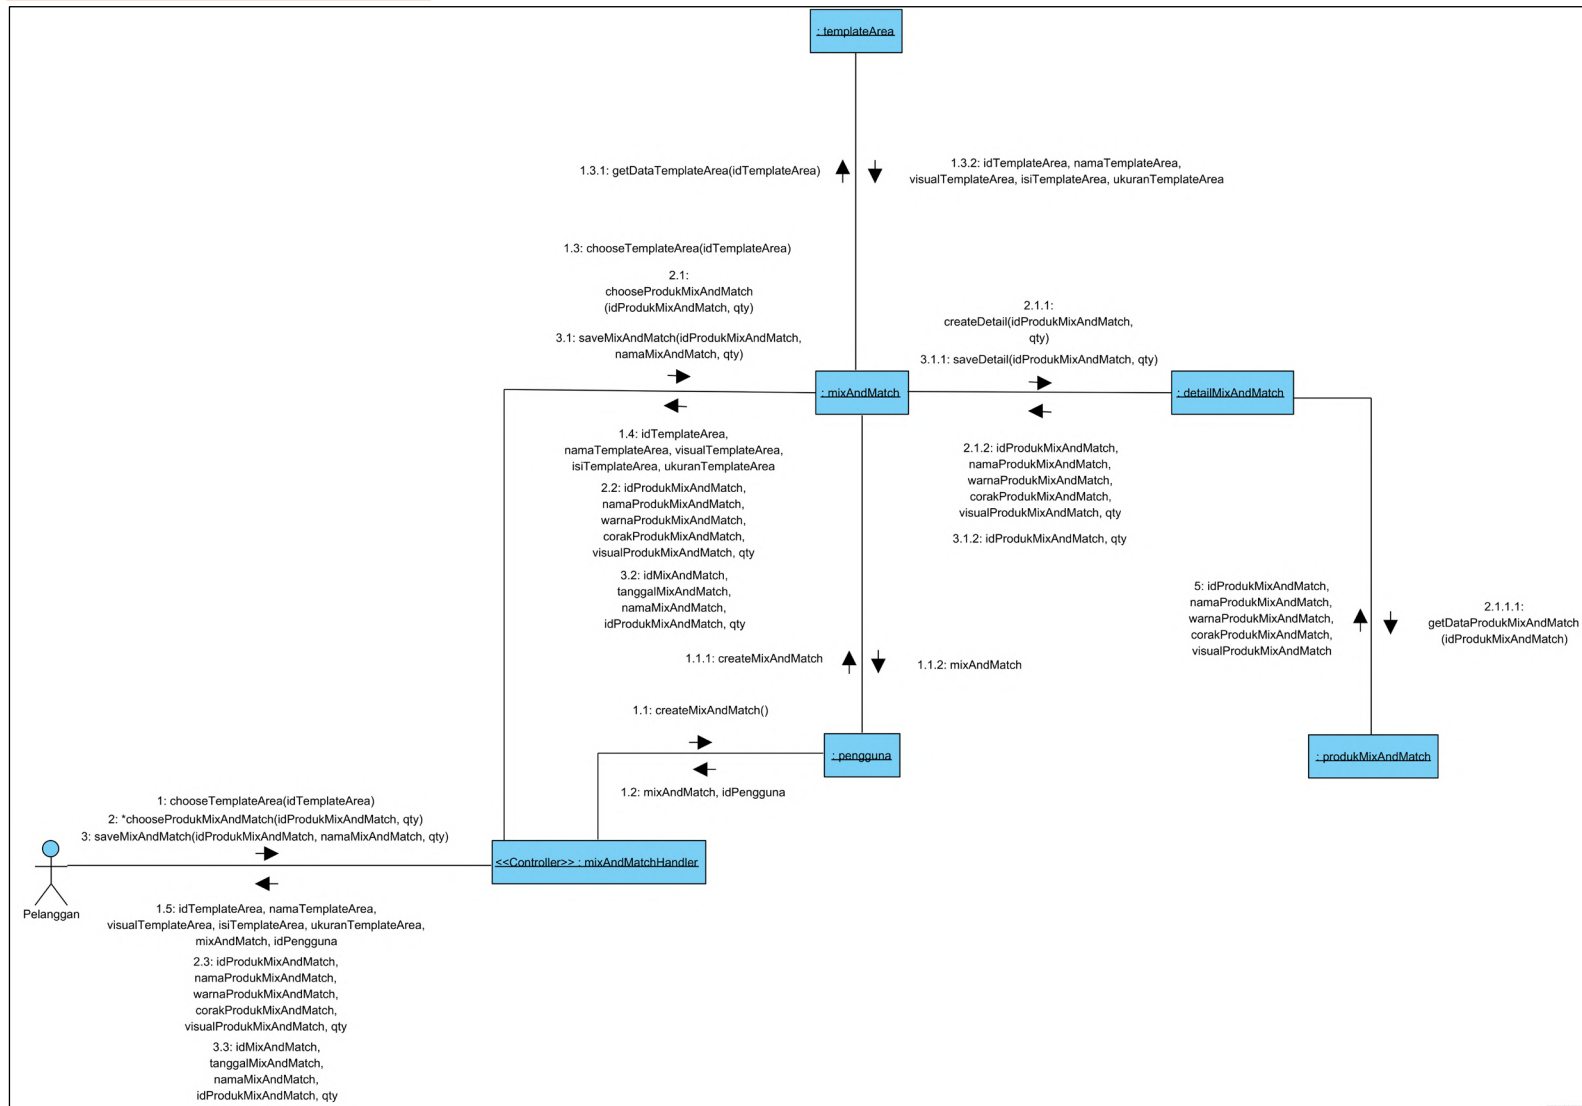 : templateArea
1.3.1: getDataTemplateArea(idTemplateArea)
1.3.2: idTemplateArea, namaTemplateArea,
visualTemplateArea, isiTemplateArea, ukuranTemplateArea
1.3: chooseTemplateArea(idTemplateArea)
2.1:
chooseProdukMixAndMatch
(idProdukMixAndMatch, qty)
3.1: saveMixAndMatch(idProdukMixAndMatch,
namaMixAndMatch, qty)
2.1.1:
createDetail(idProdukMixAndMatch,
qty)
3.1.1: saveDetail(idProdukMixAndMatch, qty)
: mixAndMatch
: detailMixAndMatch
1.4: idTemplateArea,
namaTemplateArea, visualTemplateArea,
isiTemplateArea, ukuranTemplateArea
2.2: idProdukMixAndMatch,
namaProdukMixAndMatch,
warnaProdukMixAndMatch,
corakProdukMixAndMatch,
visualProdukMixAndMatch, qty
3.2: idMixAndMatch,
tanggalMixAndMatch,
namaMixAndMatch,
idProdukMixAndMatch, qty
2.1.2: idProdukMixAndMatch,
namaProdukMixAndMatch,
warnaProdukMixAndMatch,
corakProdukMixAndMatch,
visualProdukMixAndMatch, qty
3.1.2: idProdukMixAndMatch, qty
5: idProdukMixAndMatch,
namaProdukMixAndMatch,
warnaProdukMixAndMatch,
corakProdukMixAndMatch,
visualProdukMixAndMatch
2.1.1.1:
getDataProdukMixAndMatch
(idProdukMixAndMatch)
1.1.1: createMixAndMatch
1.1.2: mixAndMatch
1.1: createMixAndMatch()
: pengguna
: produkMixAndMatch
1.2: mixAndMatch, idPengguna
1: chooseTemplateArea(idTemplateArea)
2: *chooseProdukMixAndMatch(idProdukMixAndMatch, qty)
3: saveMixAndMatch(idProdukMixAndMatch, namaMixAndMatch, qty)
<<Controller>> : mixAndMatchHandler
Pelanggan
1.5: idTemplateArea, namaTemplateArea,
visualTemplateArea, isiTemplateArea, ukuranTemplateArea,
mixAndMatch, idPengguna
2.3: idProdukMixAndMatch,
namaProdukMixAndMatch,
warnaProdukMixAndMatch,
corakProdukMixAndMatch,
visualProdukMixAndMatch, qty
3.3: idMixAndMatch,
tanggalMixAndMatch,
namaMixAndMatch,
idProdukMixAndMatch, qty